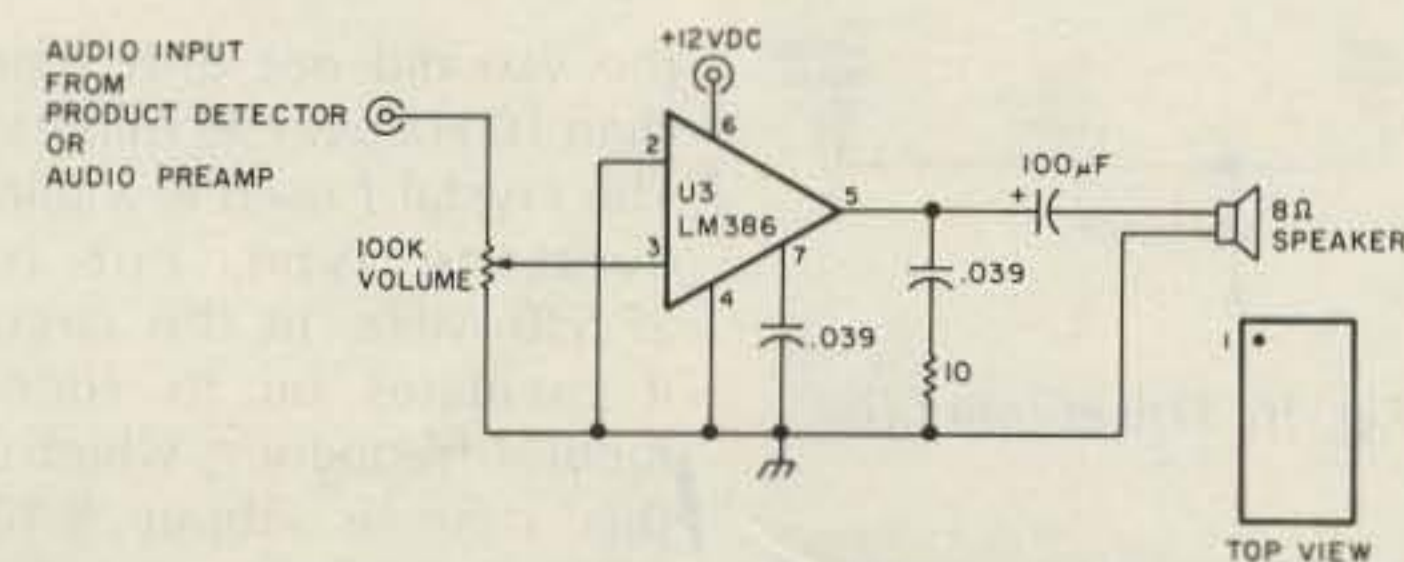 AUDIO INPUT
FROM
PRODUCT DETECTOR
OR
AUDIO PREAMP
+12VDC
6
2
U3
LM386
3
5
7
4
100K
VOLUME
.039
100µF
+
.039
10
8Ω
SPEAKER
1
TOP VIEW